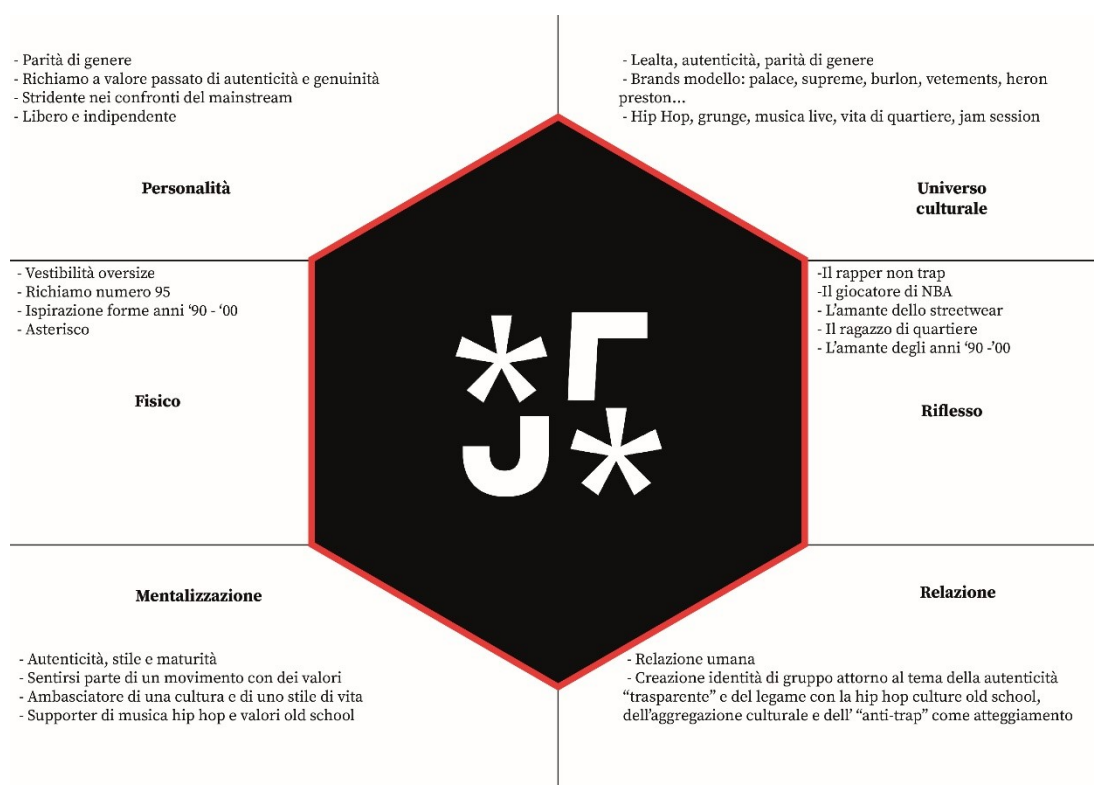 - Parità di genere
- Richiamo a valore passato di autenticità e genuinità
- Stridente nei confronti del mainstream
- Libero e indipendente
Personalità
- Lealta, autenticità, parità di genere
- Brands modello: palace, supreme, burlon, vetements, heron
preston...
- Hip Hop, grunge, musica live, vita di quartiere, jam session
Universo
culturale
- Vestibilità oversize
- Richiamo numero 95
- Ispirazione forme anni ‘90 - ‘00
- Asterisco
Fisico
-Il rapper non trap
-Il giocatore di NBA
- L’amante dello streetwear
- Il ragazzo di quartiere
- L’amante degli anni ‘90 -’00
Riflesso
Mentalizzazione
- Autenticità, stile e maturità
- Sentirsi parte di un movimento con dei valori
- Ambasciatore di una cultura e di uno stile di vita
- Supporter di musica hip hop e valori old school
Relazione
- Relazione umana
- Creazione identità di gruppo attorno al tema della autenticità
“trasparente” e del legame con la hip hop culture old school,
dell’aggregazione culturale e dell’ “anti-trap” come atteggiamento